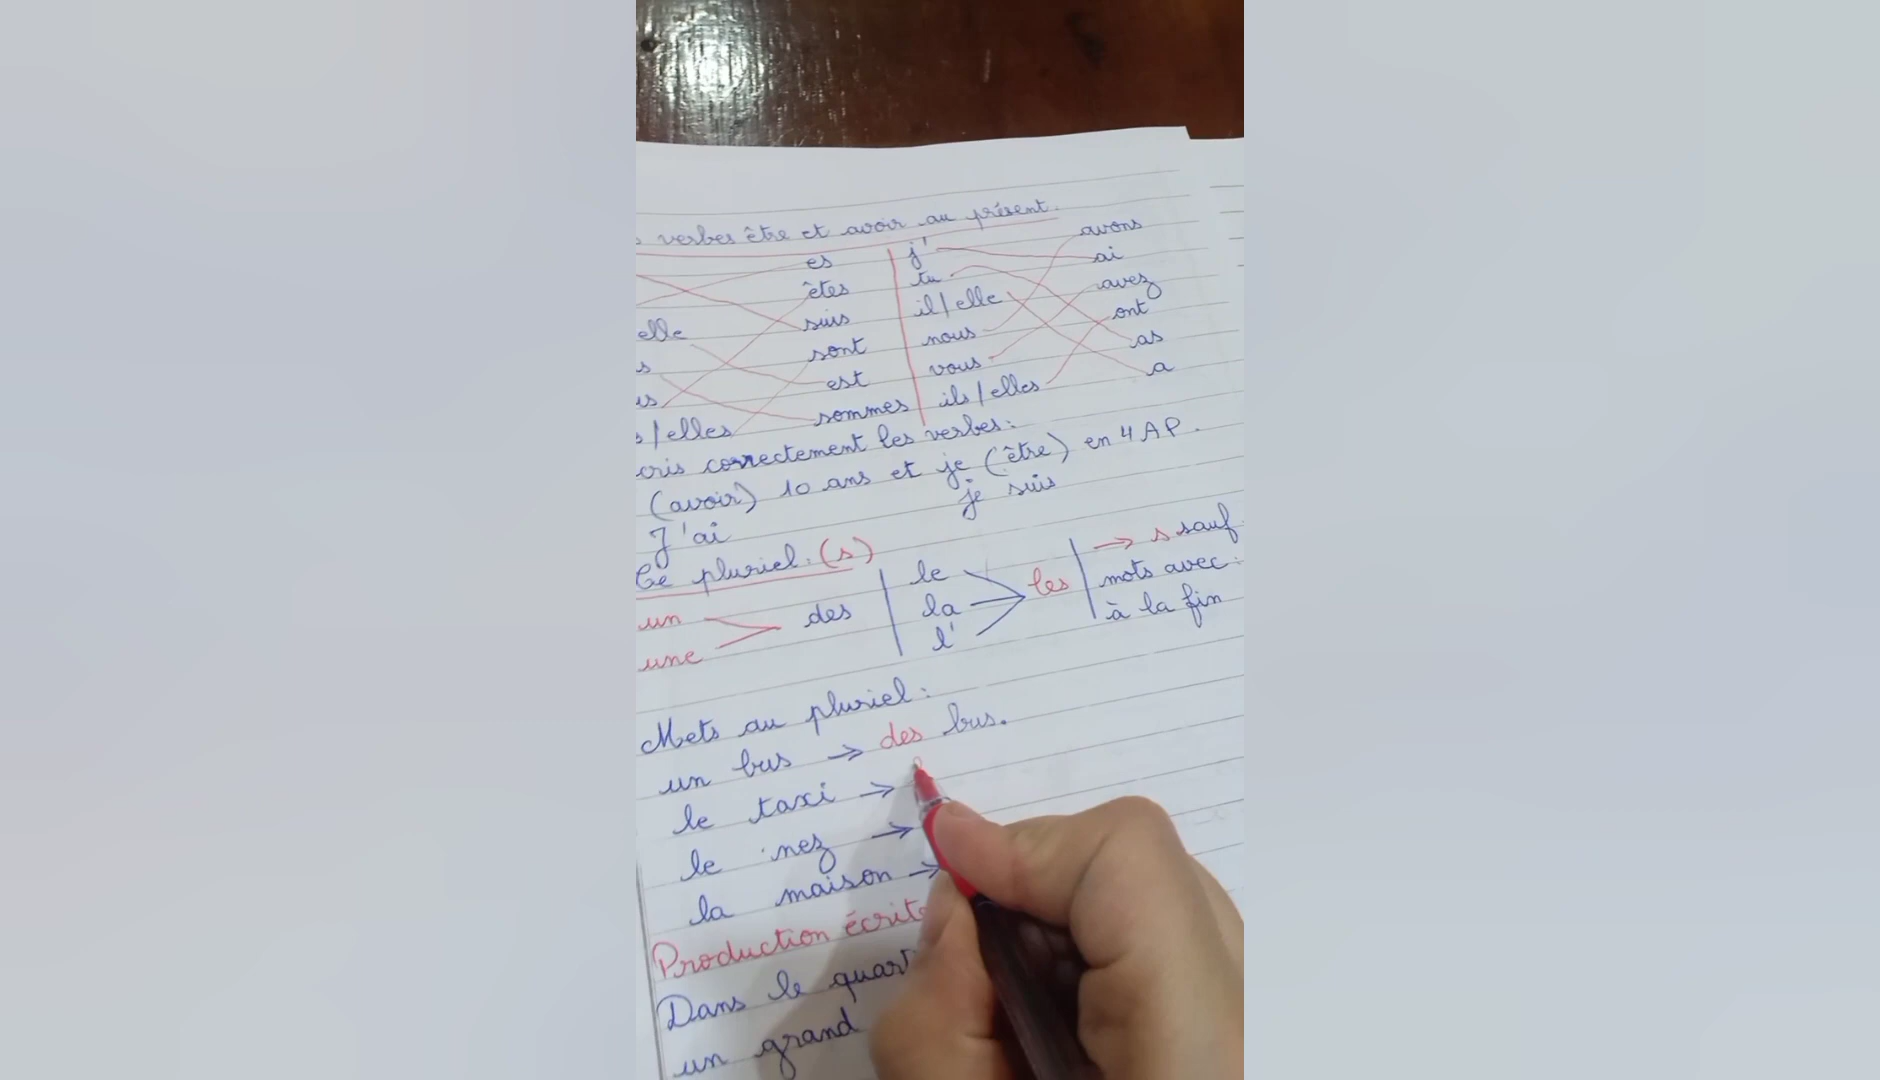 verbes être et avoir au présent.
es j' avons
êtes tu ai
elle suis il/elle avez
sont nous ont
est vous as
/elles sommes ils/elles a
correctement les verbes:
(avoir) 10 ans et je (être) en 4 AP.
J'ai je suis
Le pluriel: (s) le → s sauf
un des la les mots avec
une l' à la fin
Mets au pluriel:
un bus → des bus.
le taxi →
le nez →
la maison →
Production écrite
Dans le
un grand